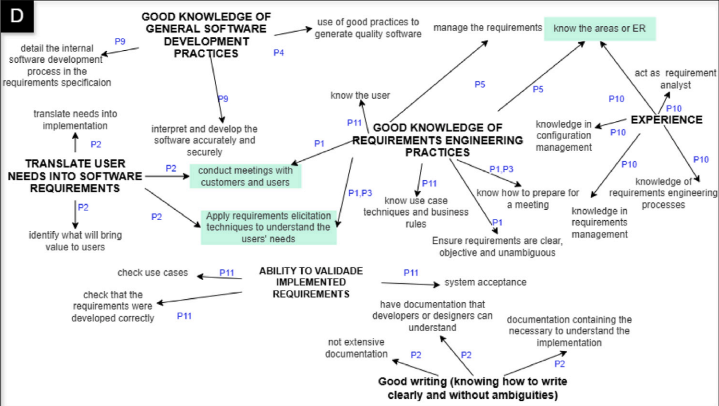 D
GOOD KNOWLEDGE OF
GENERAL SOFTWARE
DEVELOPMENT
PRACTICES
P9
detail the internal
software development
process in the
requirements specificaion
P4
use of good practices to
generate quality software
P9
interpret and develop the
software accurately and
securely
manage the requirements
know the areas or ER
P5
P5
know the user
P11
GOOD KNOWLEDGE OF
REQUIREMENTS ENGINEERING
PRACTICES
P1
conduct meetings with
customers and users
P1,P3
Apply requirements elicitation
techniques to understand the
users' needs
P11
know use case
techniques and business
rules
P1,P3
know how to prepare for
a meeting
P1
Ensure requirements are clear,
objective and unambiguous
act as requirement
analyst
P10
P10
EXPERIENCE
knowledge in
configuration
management
P10
P10
P10
knowledge of
requirements engineering
processes
knowledge in
requirements
management
translate needs into
implementation
P2
TRANSLATE USER
NEEDS INTO SOFTWARE
REQUIREMENTS
P2
P2
P2
identify what will bring
value to users
ABILITY TO VALIDADE
IMPLEMENTED
REQUIREMENTS
check use cases
P11
check that the
requirements were
developed correctly
P11
P11
system acceptance
have documentation that
developers or designers can
understand
documentation containing the
necessary to understand the
implementation
not extensive
documentation
P2
P2
P2
Good writing (knowing how to write
clearly and without ambiguities)